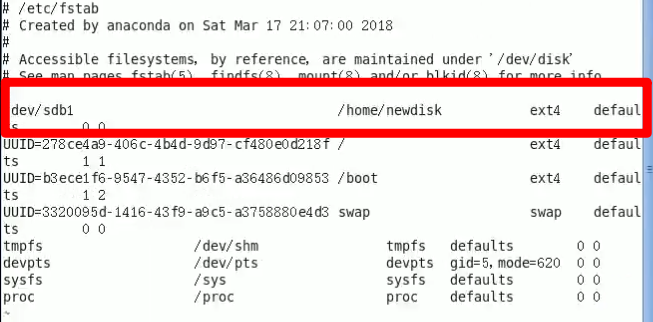 # /etc/fstab
# Created by anaconda on Sat Mar 17 21:07:00 2018
#
# Accessible filesystems, by reference, are maintained under '/dev/disk'
# See man pages fstab(5), findfs(8), mount(8) and/or blkid(8) for more info
dev/sdb1 /home/newdisk ext4 defaul
ts 0 0
UUID=278ce4a9-406c-4b4d-9d97-cf480e0d218f / ext4 defaul
ts 1 1
UUID=b3ece1f6-9547-4352-b6f5-a36486d09853 /boot ext4 defaul
ts 1 2
UUID=3320095d-1416-43f9-a9c5-a3758880e4d3 swap swap defaul
ts 0 0
tmpfs /dev/shm tmpfs defaults 0 0
devpts /dev/pts devpts gid=5,mode=620 0 0
sysfs /sys sysfs defaults 0 0
proc /proc proc defaults 0 0
~